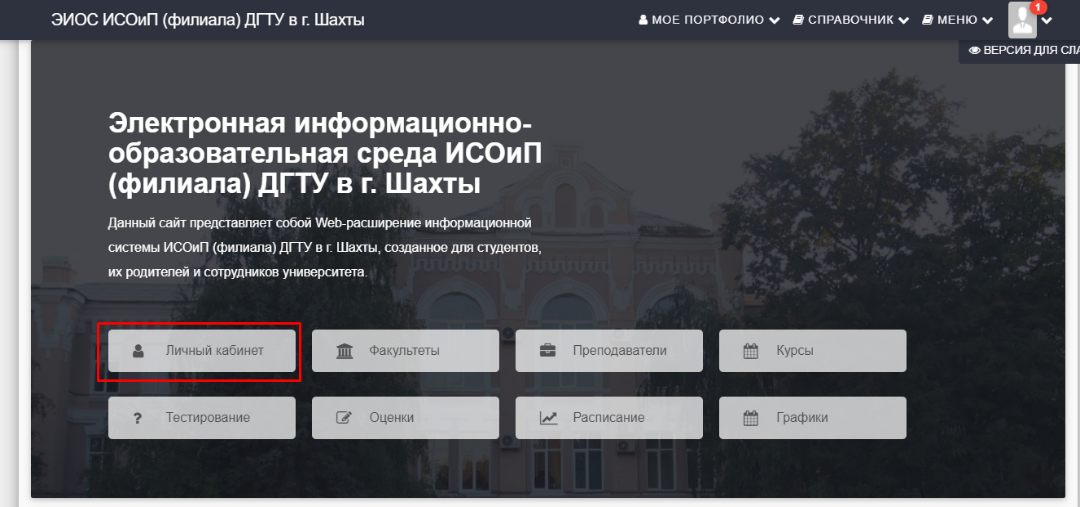 ЭИОС ИСОиП (филиала) ДГТУ в г. Шахты
МОЕ ПОРТФОЛИО
СПРАВОЧНИК
МЕНЮ
1
ВЕРСИЯ ДЛЯ СЛА
Электронная информационно-
образовательная среда ИСОиП
(филиала) ДГТУ в г. Шахты
Данный сайт представляет собой Web-расширение информационной
системы ИСОиП (филиала) ДГТУ в г. Шахты, созданное для студентов,
их родителей и сотрудников университета.
Личный кабинет
Факультеты
Преподаватели
Курсы
Тестирование
Оценки
Расписание
Графики